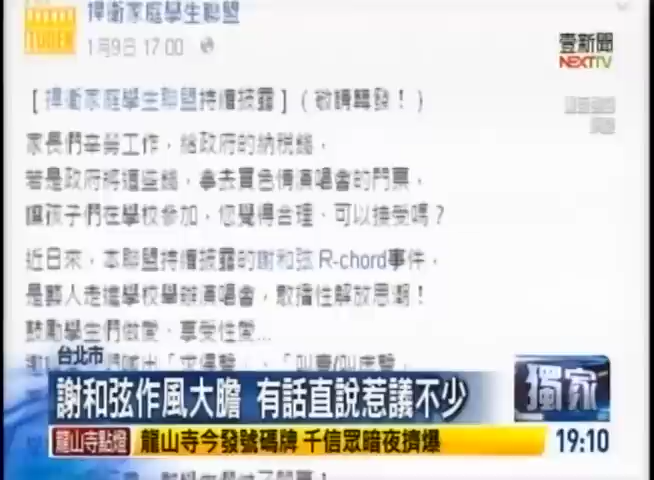 捍衛家庭學生聯盟
1月9日 17:00
壹新聞
NEXTTV
[捍衛家庭學生聯盟持續披露]（敬請轉發！）
家長們辛勞工作，給政府的納稅錢，
若是政府將這些錢，拿去買色情演唱會的門票，
讓孩子們在學校參加，您覺得合理、可以接受嗎？
近日來，本聯盟持續披露的謝和弦 R-chord事件，
是藝人走進學校舉辦演唱會，散播性解放思潮！
鼓勵學生們做愛、享受性愛...
台北市
謝和弦作風大膽 有話直說惹議不少
獨家
龍山寺點燈
龍山寺今發號碼牌 千信眾暗夜擠爆
19:10